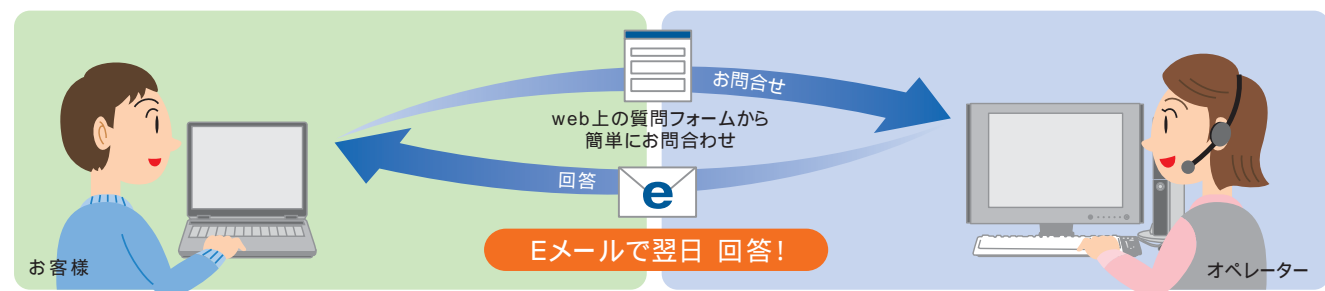 お問合せ
web上の質問フォームから
簡単にお問合わせ
回答
e
Eメールで翌日 回答!
お客様
オペレーター